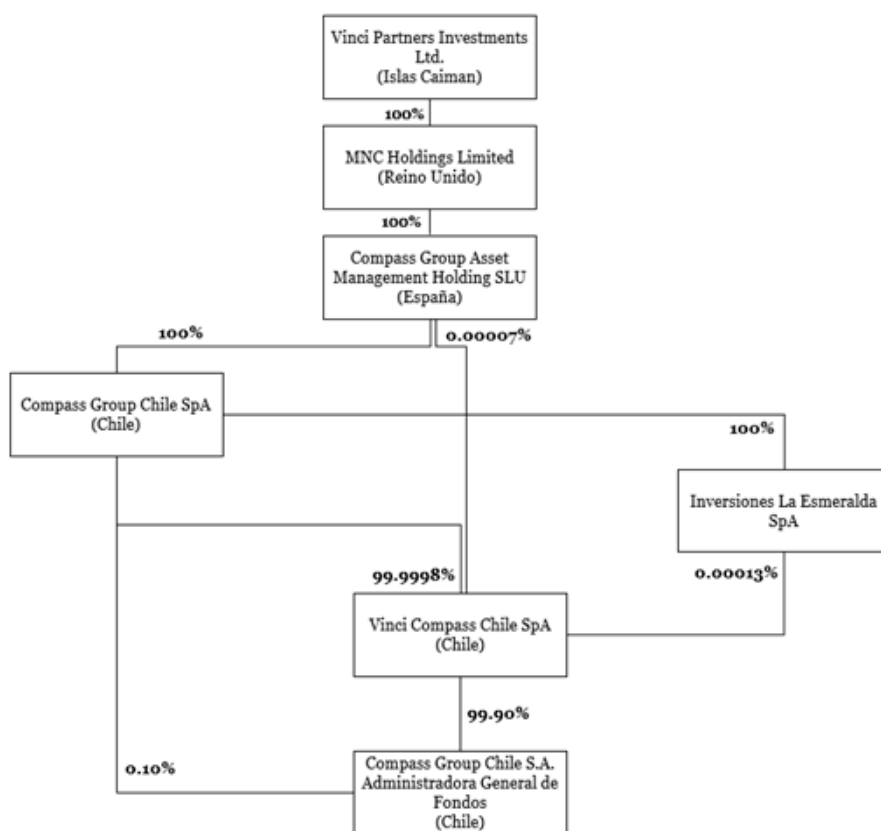 Vinci Partners Investments
Ltd.
(Islas Caiman)
100%
MNC Holdings Limited
(Reino Unido)
100%
Compass Group Asset
Management Holding SLU
(España)
100%
0.00007%
Compass Group Chile SpA
(Chile)
100%
Inversiones La Esmeralda
SpA
99.9998%
0.00013%
Vinci Compass Chile SpA
(Chile)
99.90%
0.10%
Compass Group Chile S.A.
Administradora General de
Fondos
(Chile)